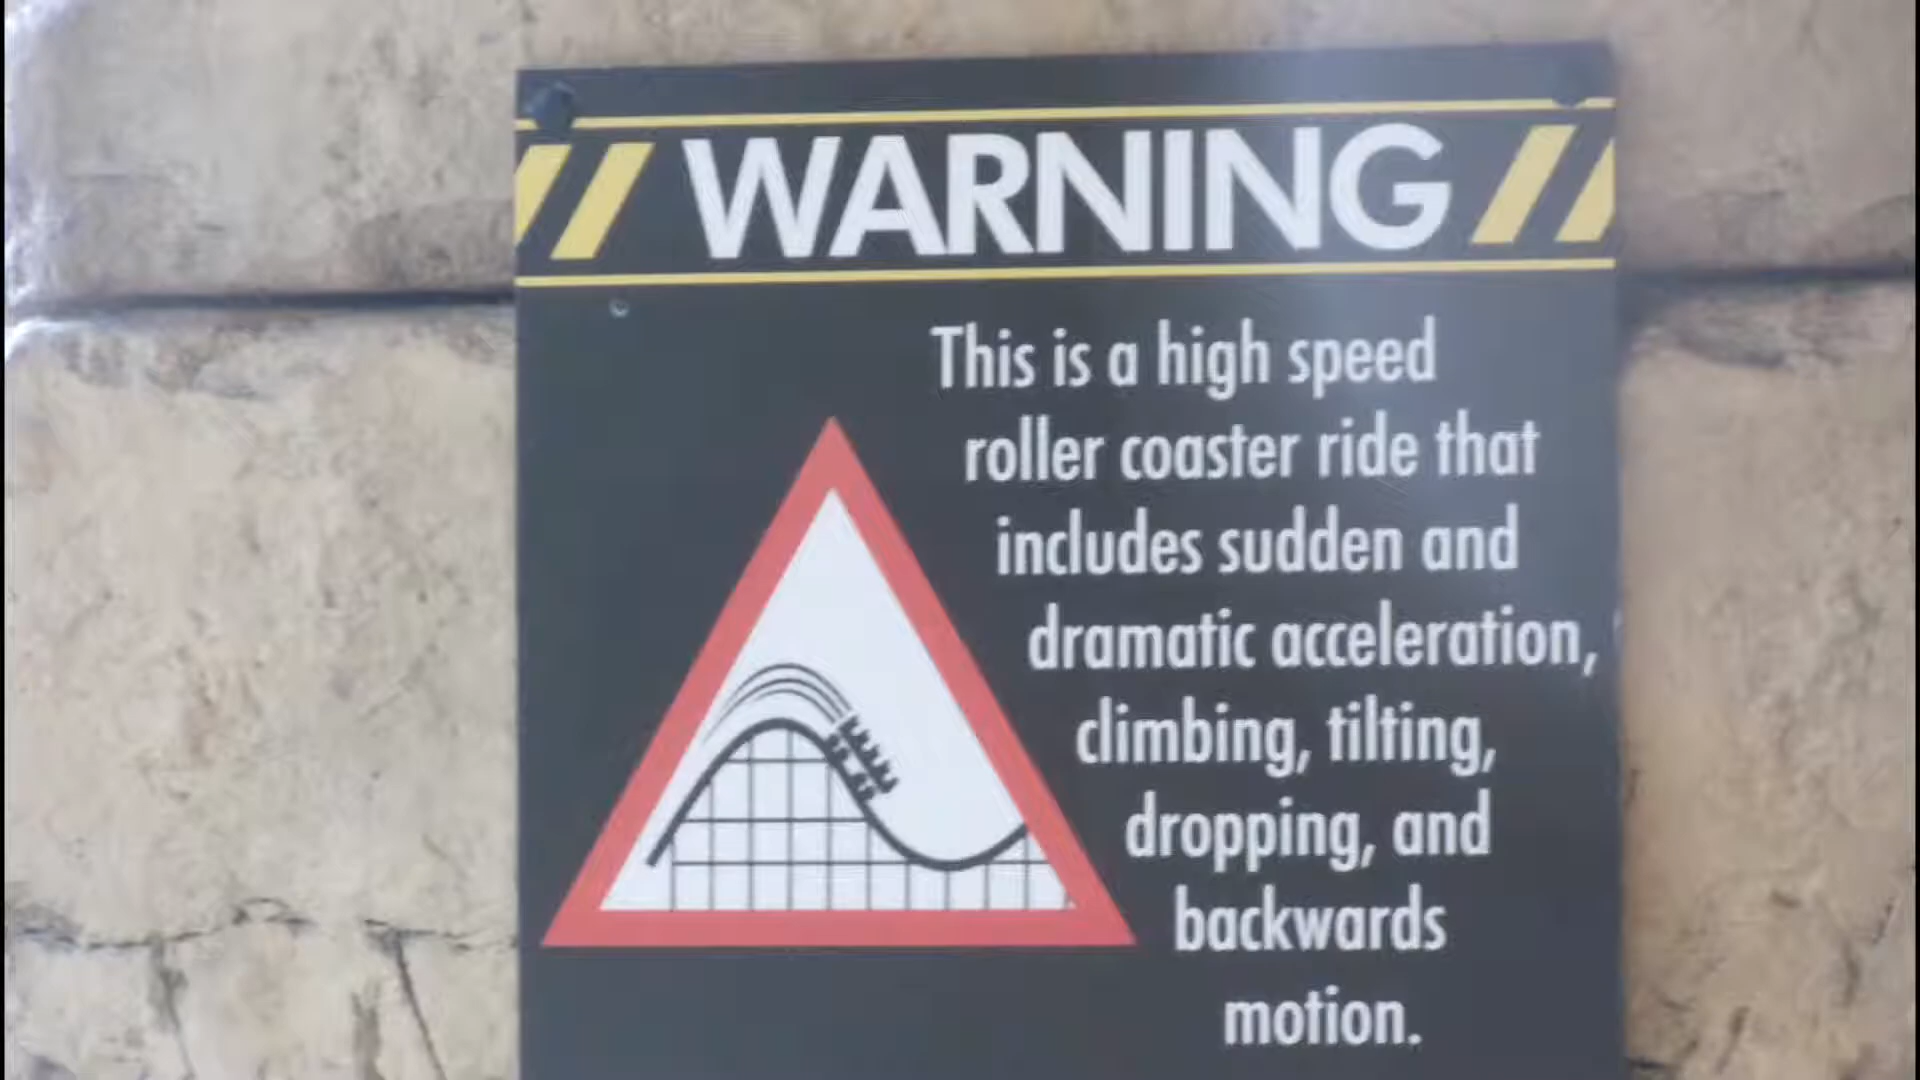 WARNING
This is a high speed
roller coaster ride that
includes sudden and
dramatic acceleration,
climbing, tilting,
dropping, and
backwards
motion.